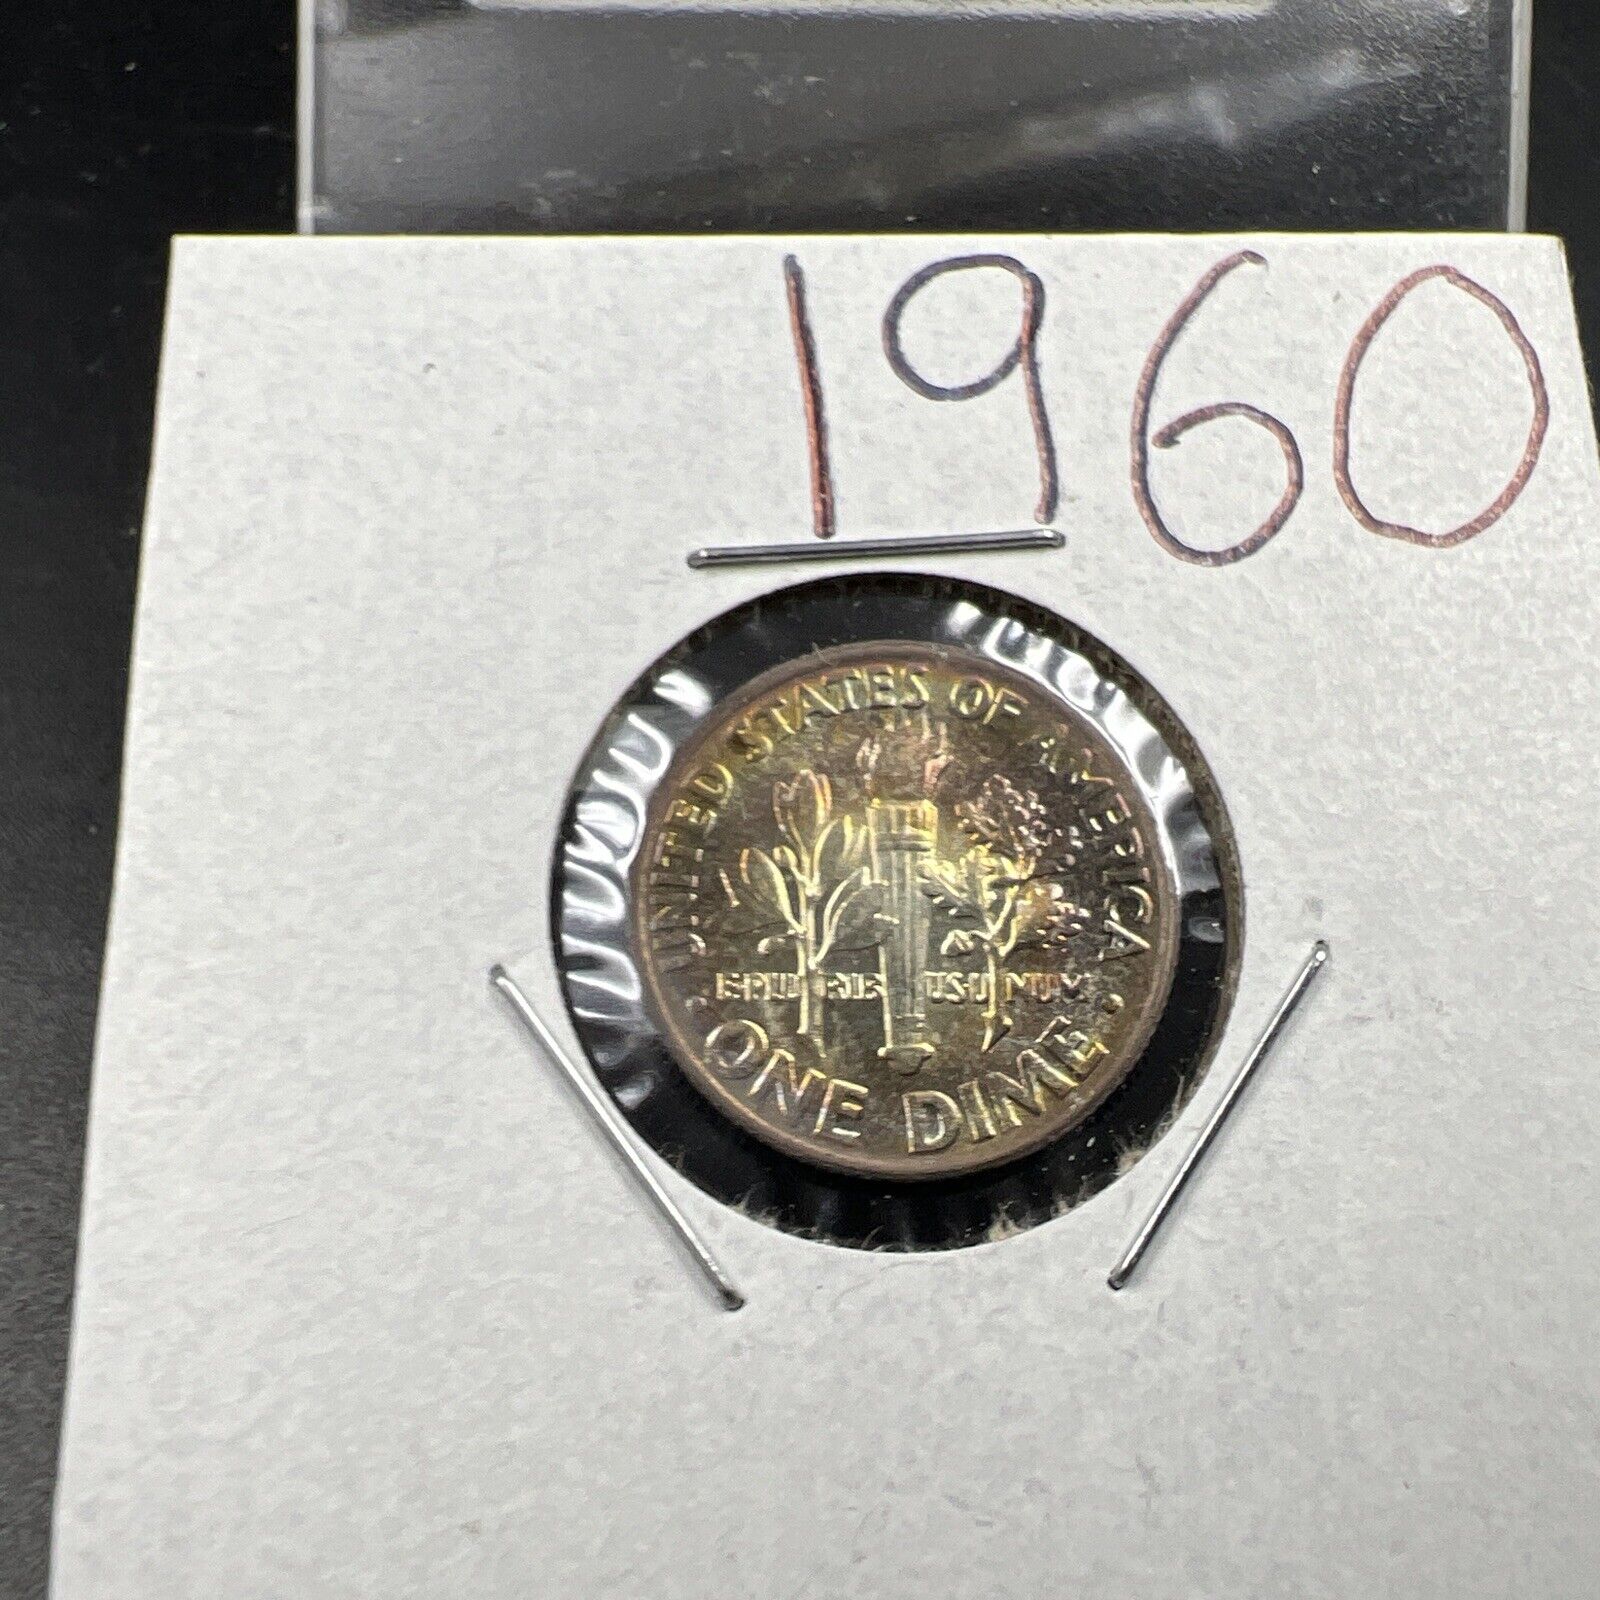 1960
UNITED STATES OF AMERICA
E PLURIBUS UNUM
ONE DIME